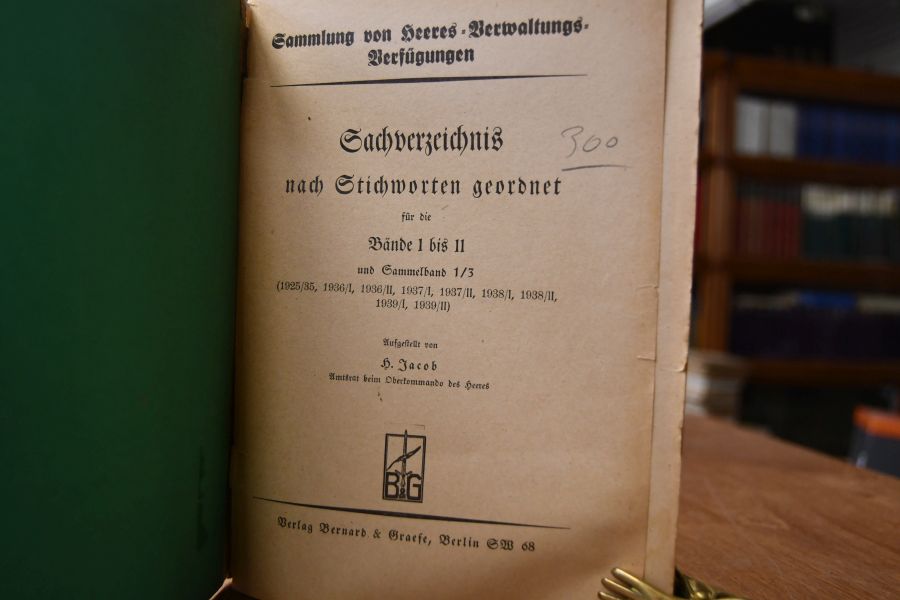 Sammlung von Heeres-Verwaltungs-
Verfügungen
Sachverzeichnis
300
nach Stichworten geordnet
für die
Bände 1 bis 11
und Sammelband 1/3
(1925/35, 1936/I, 1936/II, 1937/I, 1937/II, 1938/I, 1938/II,
1939/I, 1939/II)
Aufgestellt von
H. Jacob
Amtsrat beim Oberkommando des Heeres
B&G
Verlag Bernard & Graefe, Berlin SW 68